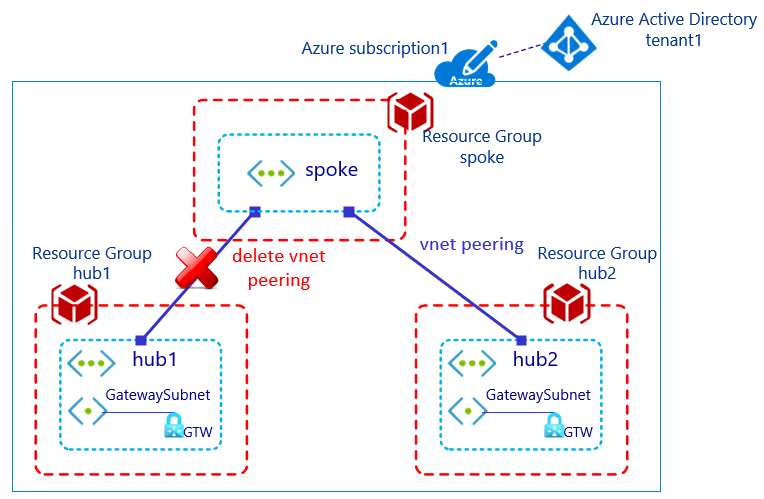 Azure Active Directory
tenant1
Azure subscription1
Azure
Resource Group
spoke
spoke
delete vnet
peering
vnet peering
Resource Group
hub1
Resource Group
hub2
hub1
GatewaySubnet
GTW
hub2
GatewaySubnet
GTW